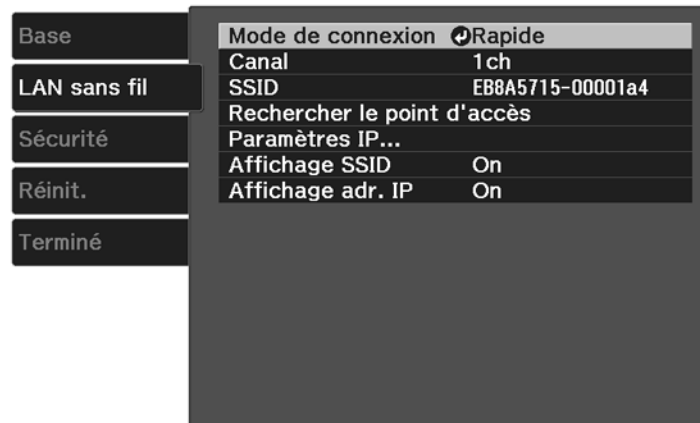 Base
LAN sans fil
Sécurité
Réinit.
Terminé
Mode de connexion Rapide
Canal 1ch
SSID EB8A5715-00001a4
Rechercher le point d'accès
Paramètres IP...
Affichage SSID On
Affichage adr. IP On